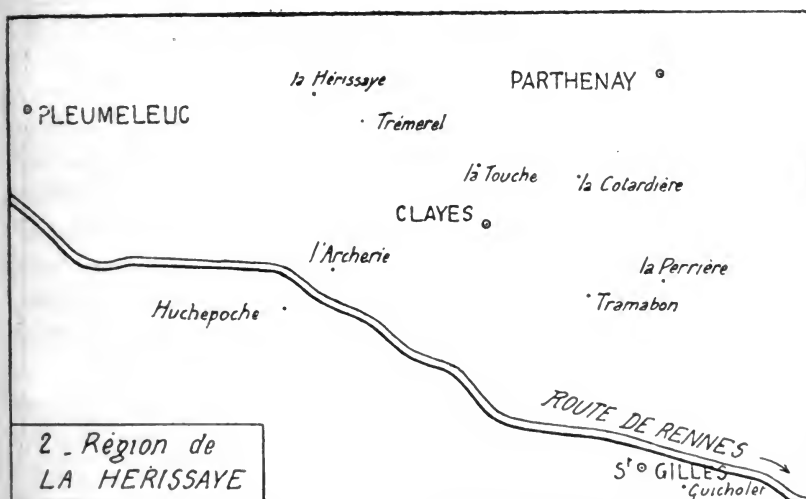 la Hérissaye
PARTHENAY
PLEUMELEUC
Trémerel
la Touche
la Cotardière
CLAYES
l'Archerie
la Perrière
Huchepoche
Tramabon
ROUTE DE RENNES
2 _ Région de
LA HERISSAYE
Sᵗ GILLES
Guicholet